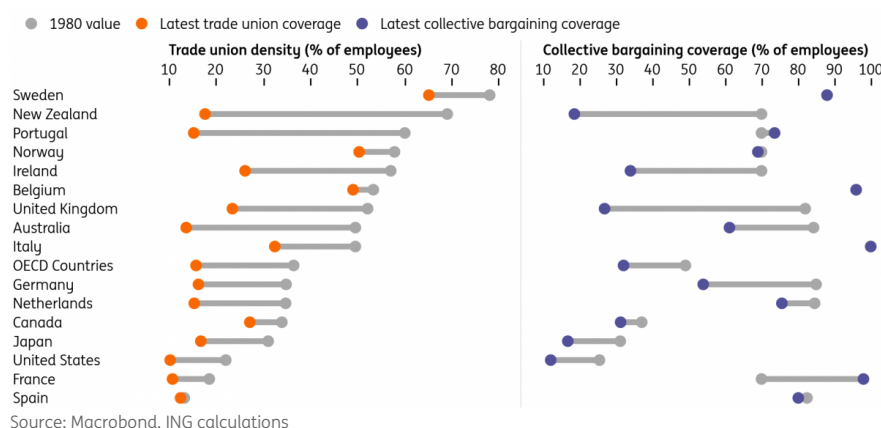 1980 value Latest trade union coverage Latest collective bargaining coverage
Trade union density (% of employees) Collective bargaining coverage (% of employees)
10 20 30 40 50 60 70 80 10 20 30 40 50 60 70 80 90 100
Sweden
New Zealand
Portugal
Norway
Ireland
Belgium
United Kingdom
Australia
Italy
OECD Countries
Germany
Netherlands
Canada
Japan
United States
France
Spain
Source: Macrobond, ING calculations